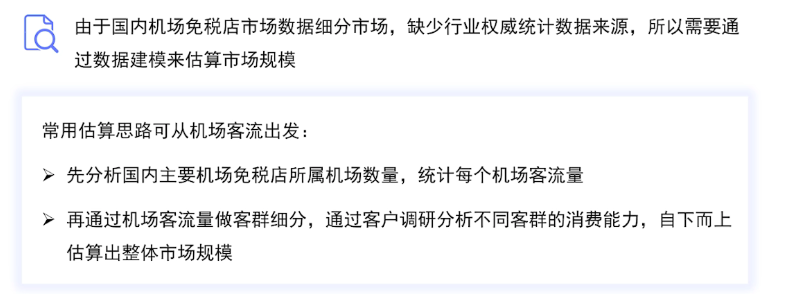 由于国内机场免税店市场数据细分市场，缺少行业权威统计数据来源，所以需要通
过数据建模来估算市场规模
常用估算思路可从机场客流出发：
➢ 先分析国内主要机场免税店所属机场数量，统计每个机场客流量
➢ 再通过机场客流量做客群细分，通过客户调研分析不同客群的消费能力，自下而上
估算出整体市场规模